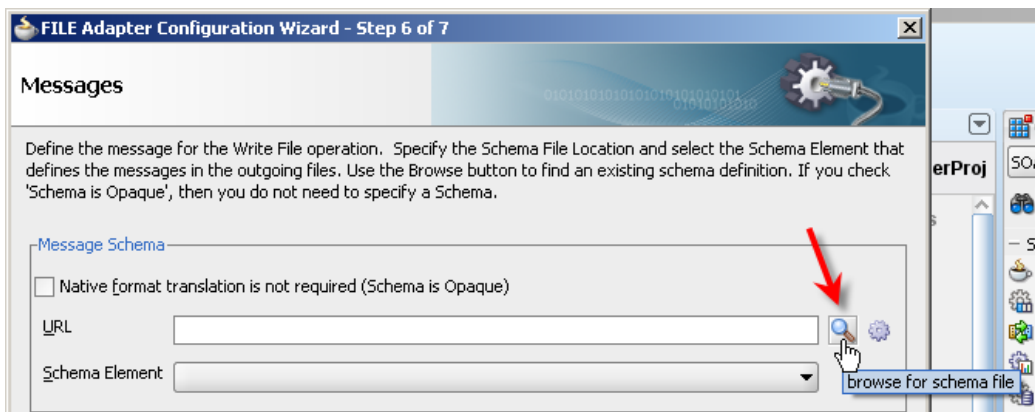 FILE Adapter Configuration Wizard - Step 6 of 7
Messages
Define the message for the Write File operation.  Specify the Schema File Location and select the Schema Element that
defines the messages in the outgoing files. Use the Browse button to find an existing schema definition. If you check
'Schema is Opaque', then you do not need to specify a Schema.
erProj
Message Schema
Native format translation is not required (Schema is Opaque)
URL
Schema Element
browse for schema file